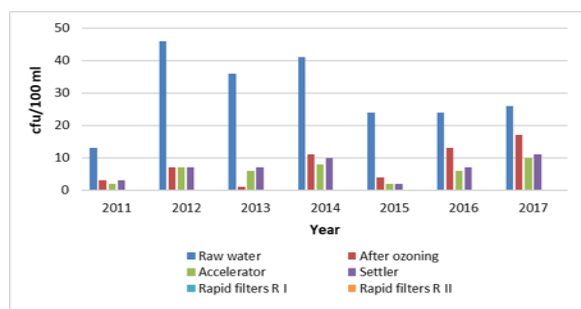 50
40
30
20
10
0
cfu/100 ml
2011 2012 2013 2014 2015 2016 2017
Year
Raw water After ozoning
Accelerator Settler
Rapid filters R I Rapid filters R II